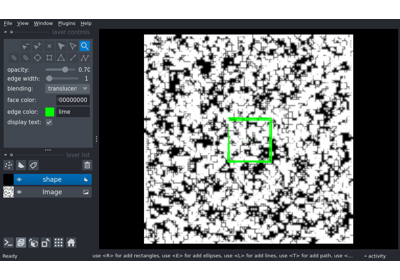 File View Window Plugins Help
layer controls
opacity: 0.70
edge width: 1
blending: translucen
face color: 00000000
edge color: lime
display text:
layer list
shape
Image
Ready
use <R> for add rectangles, use <E> for add ellipses, use <L> for add lines, use <T> for add path, use <...
activity